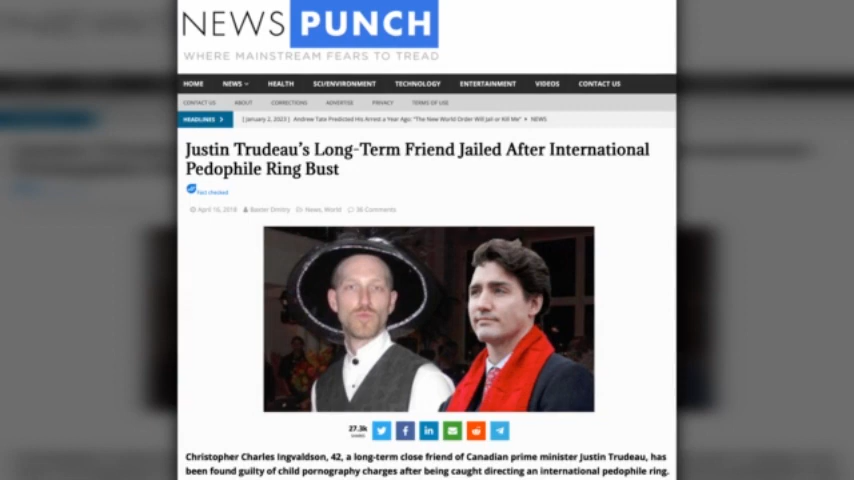 NEWS PUNCH
WHERE MAINSTREAM FEARS TO TREAD
HOME NEWS HEALTH SCI/ENVIRONMENT TECHNOLOGY ENTERTAINMENT VIDEOS CONTACT US
CONTACT US ABOUT CORRECTIONS ADVERTISE PRIVACY TERMS OF USE
HEADLINES [ January 2, 2023 ] Andrew Tate Predicted His Arrest a Year Ago: "The New World Order Will Jail or Kill Me" NEWS
Justin Trudeau's Long-Term Friend Jailed After International
Pedophile Ring Bust
Fact checked
April 16, 2018 Baxter Dmitry News, World 36 Comments
27.3k
SHARES
Christopher Charles Ingvaldson, 42, a long-term close friend of Canadian prime minister Justin Trudeau, has
been found guilty of child pornography charges after being caught directing an international pedophile ring.